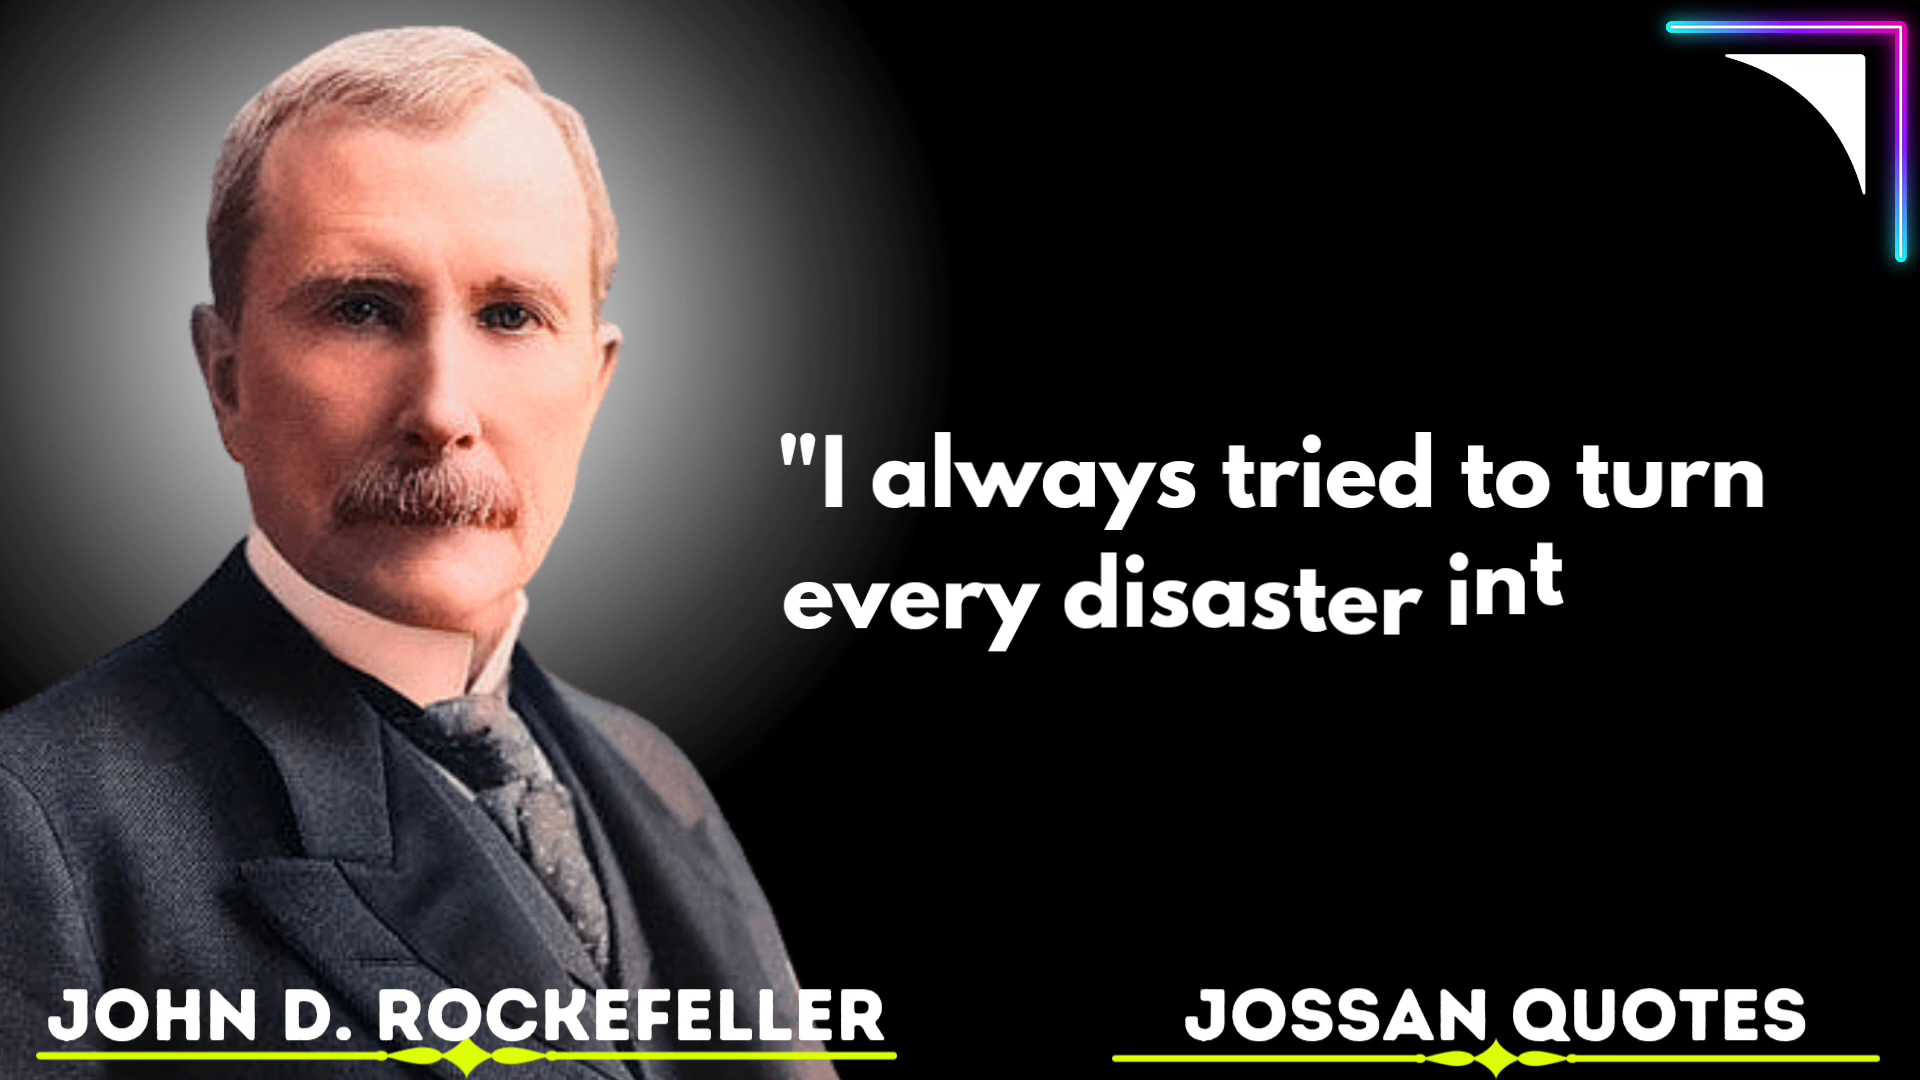 "I always tried to turn
every disaster int
JOHN D. ROCKEFELLER
JOSSAN QUOTES